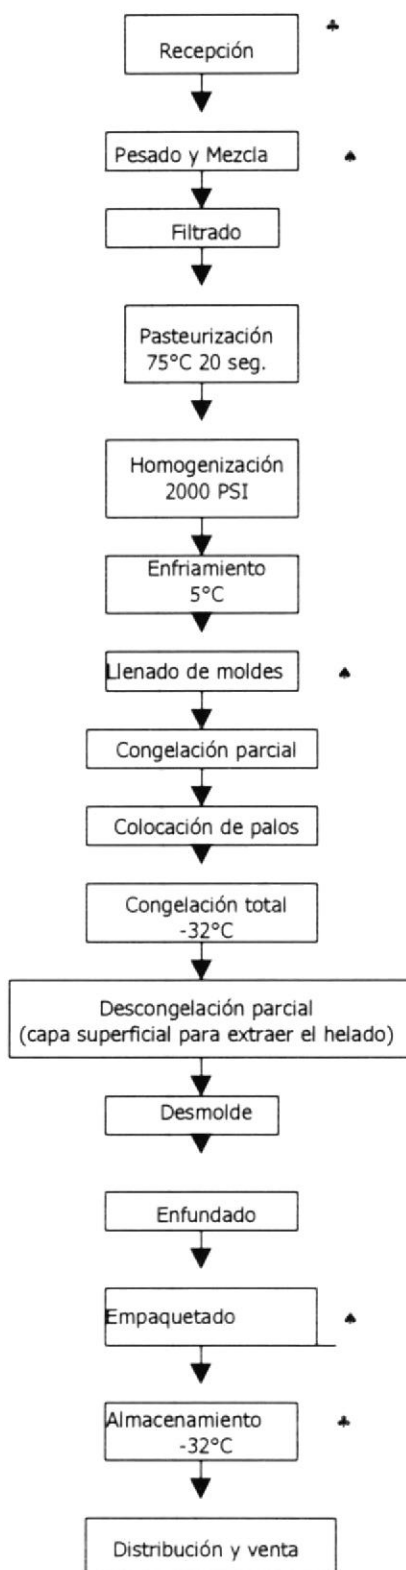 Recepción ♣
Pesado y Mezcla ♠
Filtrado
Pasteurización
75°C 20 seg.
Homogenización
2000 PSI
Enfriamiento
5°C
Llenado de moldes ♠
Congelación parcial
Colocación de palos
Congelación total
-32°C
Descongelación parcial
(capa superficial para extraer el helado)
Desmolde
Enfundado
Empaquetado ♠
Almacenamiento ♣
-32°C
Distribución y venta